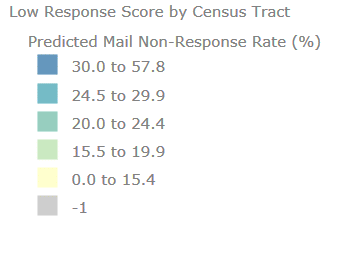 Low Response Score by Census Tract
Predicted Mail Non-Response Rate (%)
30.0 to 57.8
24.5 to 29.9
20.0 to 24.4
15.5 to 19.9
0.0 to 15.4
-1